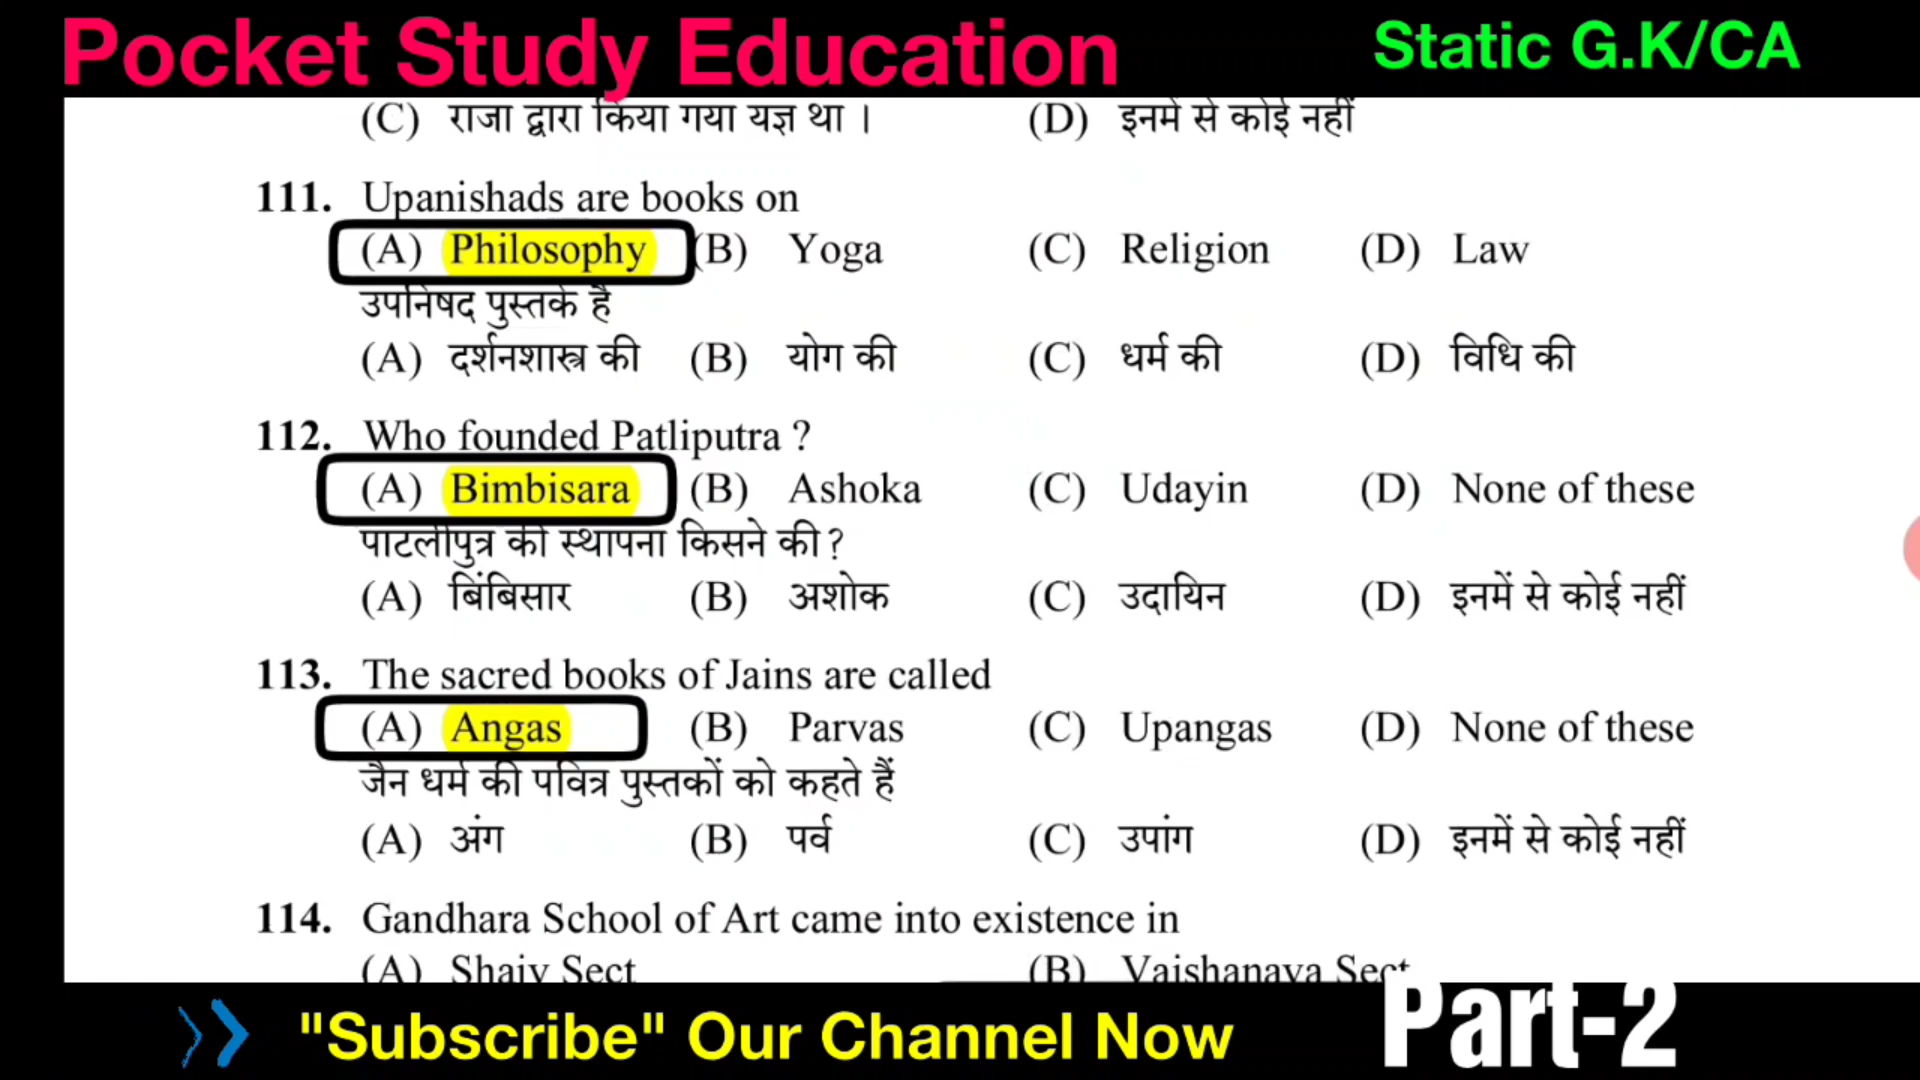 Pocket Study Education Static G.K/CA
(C) राजा द्वारा किया गया यज्ञ था । (D) इनमें से कोई नहीं
111. Upanishads are books on
(A) Philosophy (B) Yoga (C) Religion (D) Law
उपनिषद पुस्तकें हैं
(A) दर्शनशास्त्र की (B) योग की (C) धर्म की (D) विधि की
112. Who founded Patliputra ?
(A) Bimbisara (B) Ashoka (C) Udayin (D) None of these
पाटलीपुत्र की स्थापना किसने की?
(A) बिंबिसार (B) अशोक (C) उदायिन (D) इनमें से कोई नहीं
113. The sacred books of Jains are called
(A) Angas (B) Parvas (C) Upangas (D) None of these
जैन धर्म की पवित्र पुस्तकों को कहते हैं
(A) अंग (B) पर्व (C) उपांग (D) इनमें से कोई नहीं
114. Gandhara School of Art came into existence in
(A) Shaiv Sect (B) Vaishanava Sect
"Subscribe" Our Channel Now Part-2